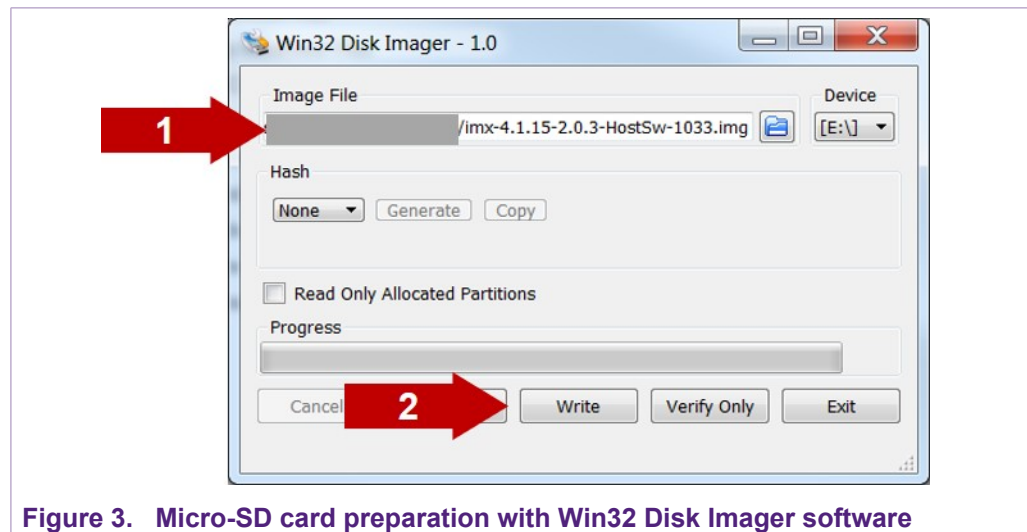 Win32 Disk Imager - 1.0
Image File
Device
1
/imx-4.1.15-2.0.3-HostSw-1033.img
[E:\]
Hash
None
Generate
Copy
Read Only Allocated Partitions
Progress
Cancel
2
Write
Verify Only
Exit
Figure 3. Micro-SD card preparation with Win32 Disk Imager software